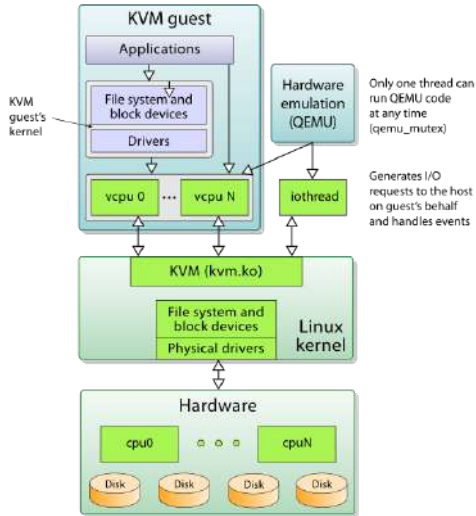 KVM guest
Applications
File system and
block devices
Drivers
KVM
guest's
kernel
vcpu 0
...
vcpu N
Hardware
emulation
(QEMU)
Only one thread can
run QEMU code
at any time
(qemu_mutex)
iothread
Generates I/O
requests to the host
on guest's behalf
and handles events
KVM (kvm.ko)
File system and
block devices
Physical drivers
Linux
kernel
Hardware
cpu0
cpuN
Disk
Disk
Disk
Disk